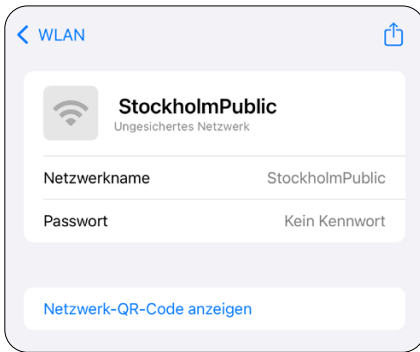 WLAN
StockholmPublic
Ungesichertes Netzwerk
Netzwerkname StockholmPublic
Passwort Kein Kennwort
Netzwerk-QR-Code anzeigen